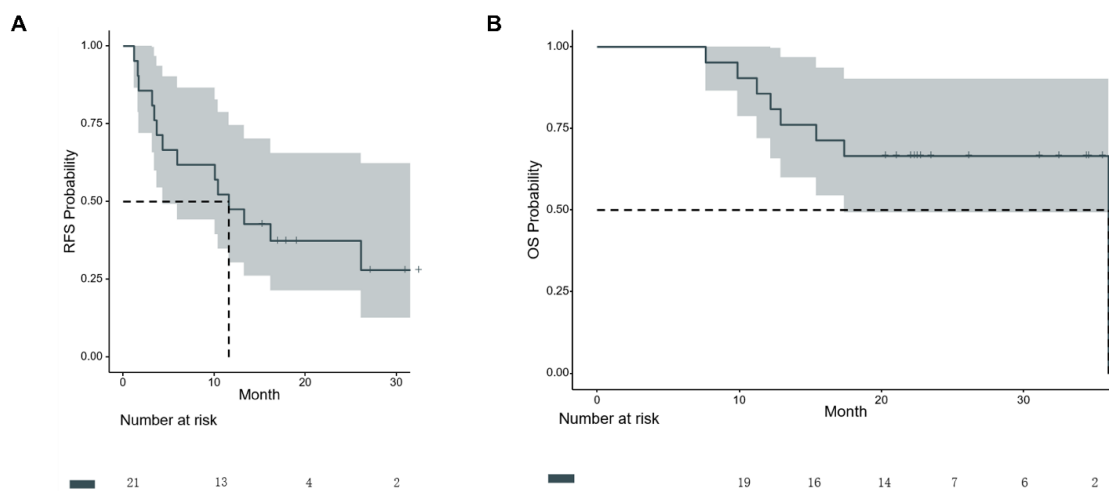 A
1.00
0.75
0.50
0.25
0.00
RFS Probability
0 10 20 30
Month
Number at risk
21 13 4 2
B
1.00
0.75
0.50
0.25
0.00
OS Probability
0 10 20 30
Month
Number at risk
19 16 14 7 6 2